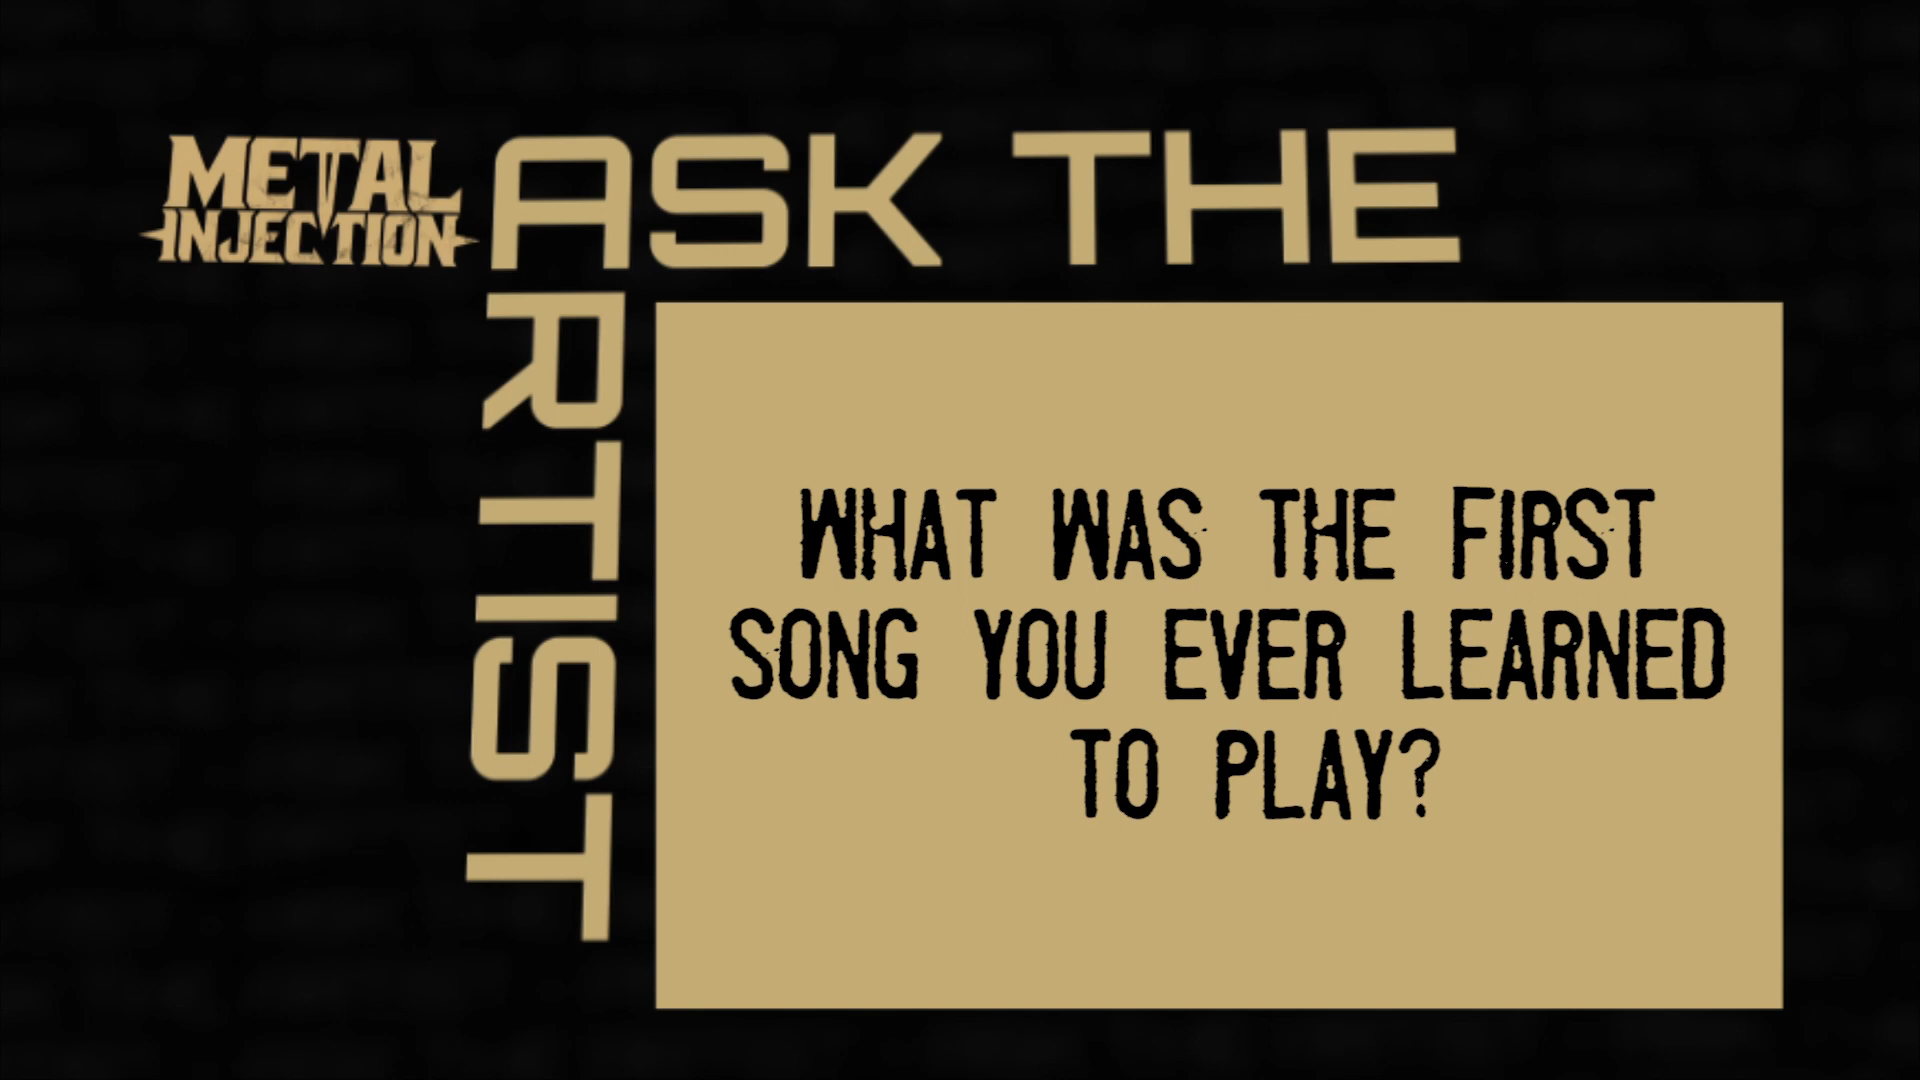 METAL
INJECTION
ASK THE
ARTIST
WHAT WAS THE FIRST
SONG YOU EVER LEARNED
TO PLAY?